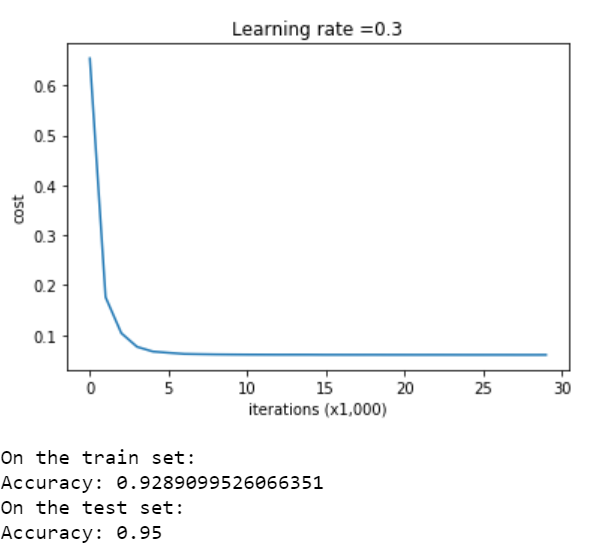 Learning rate =0.3
0.6
0.5
0.4
0.3
0.2
0.1
cost
0 5 10 15 20 25 30
iterations (x1,000)
On the train set:
Accuracy: 0.9289099526066351
On the test set:
Accuracy: 0.95